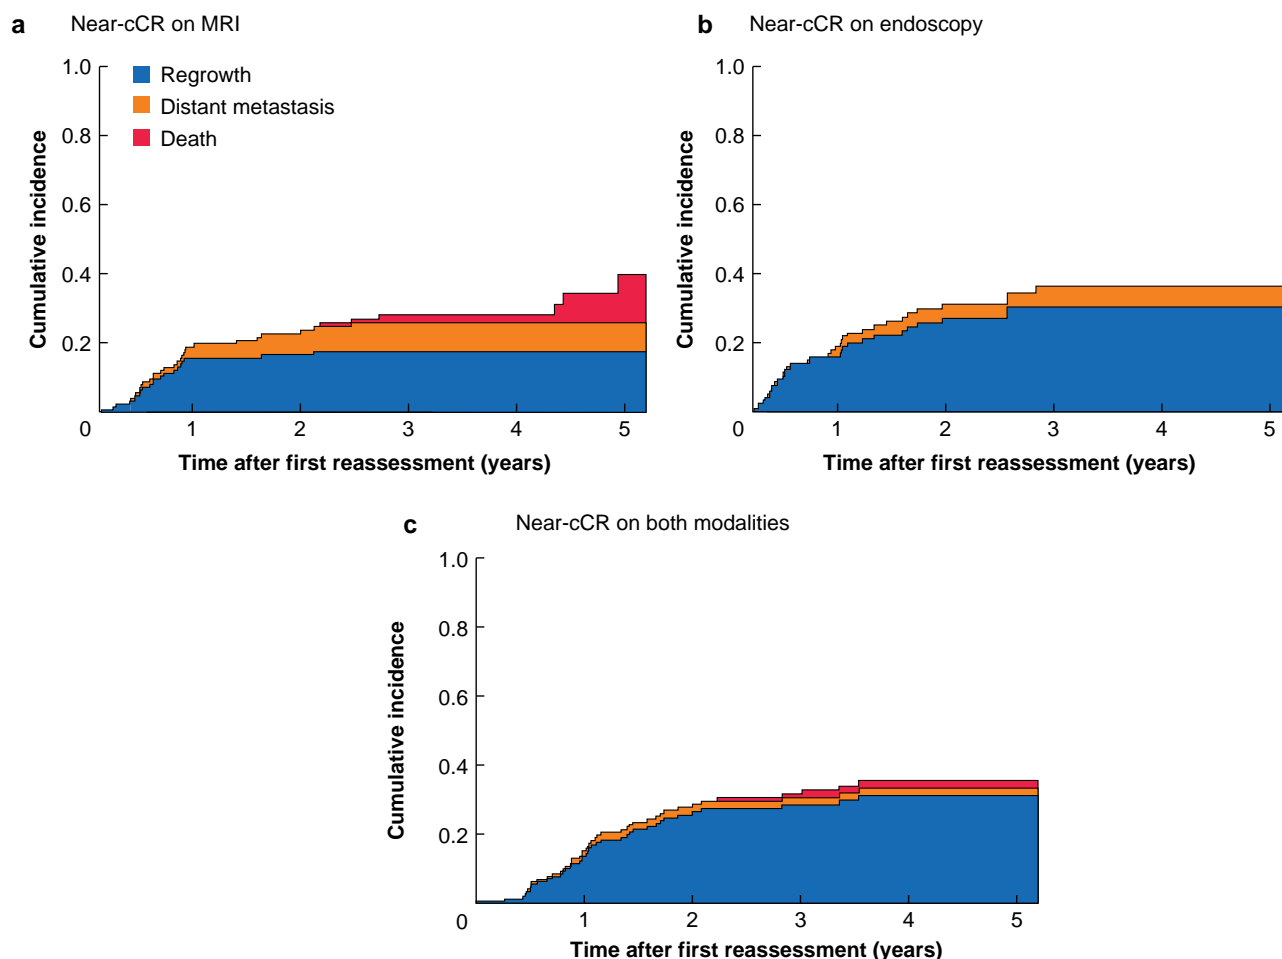 a Near-cCR on MRI
1.0
0.8
0.6
0.4
0.2
0
Cumulative incidence
Regrowth
Distant metastasis
Death
1 2 3 4 5
Time after first reassessment (years)
b Near-cCR on endoscopy
1.0
0.8
0.6
0.4
0.2
0
Cumulative incidence
1 2 3 4 5
Time after first reassessment (years)
c Near-cCR on both modalities
1.0
0.8
0.6
0.4
0.2
0
Cumulative incidence
1 2 3 4 5
Time after first reassessment (years)